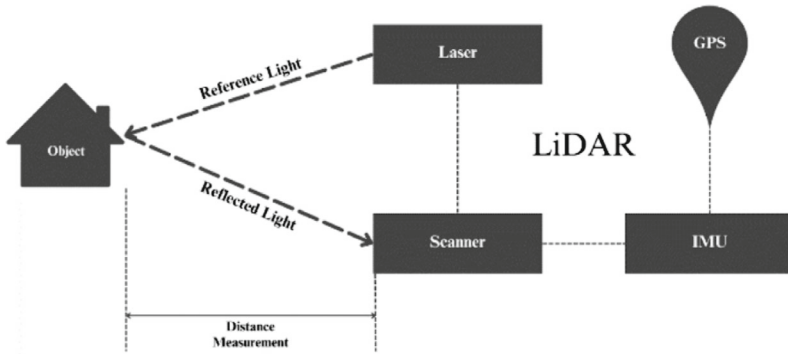 Laser
GPS
Reference Light
LiDAR
Object
Reflected Light
Scanner
IMU
Distance
Measurement